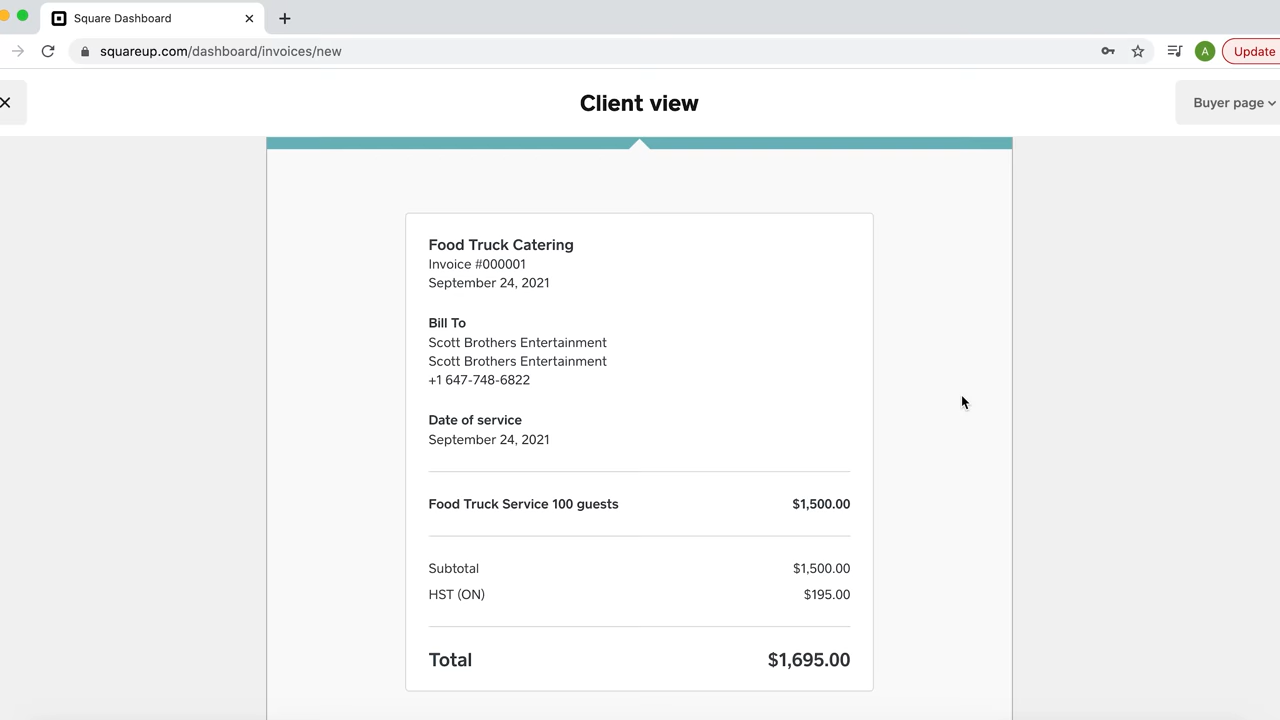 Square Dashboard
squareup.com/dashboard/invoices/new
A
Update
Client view
Buyer page
Food Truck Catering
Invoice #000001
September 24, 2021
Bill To
Scott Brothers Entertainment
Scott Brothers Entertainment
+1 647-748-6822
Date of service
September 24, 2021
Food Truck Service 100 guests $1,500.00
Subtotal $1,500.00
HST (ON) $195.00
Total $1,695.00